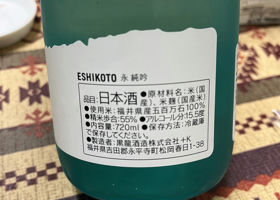 ESHIKOTO 永 純吟
品目:日本酒 ●原材料名:米(国
産)、米麹(国産米)
●使用米:福井県産五百万石100%
●精米歩合:55% ●アルコール分:15.5度
●内容量:720ml ●保存方法:冷蔵庫
で保存してください。
●製造者:黒龍酒造株式会社+K
福井県吉田郡永平寺町松岡春日1-38